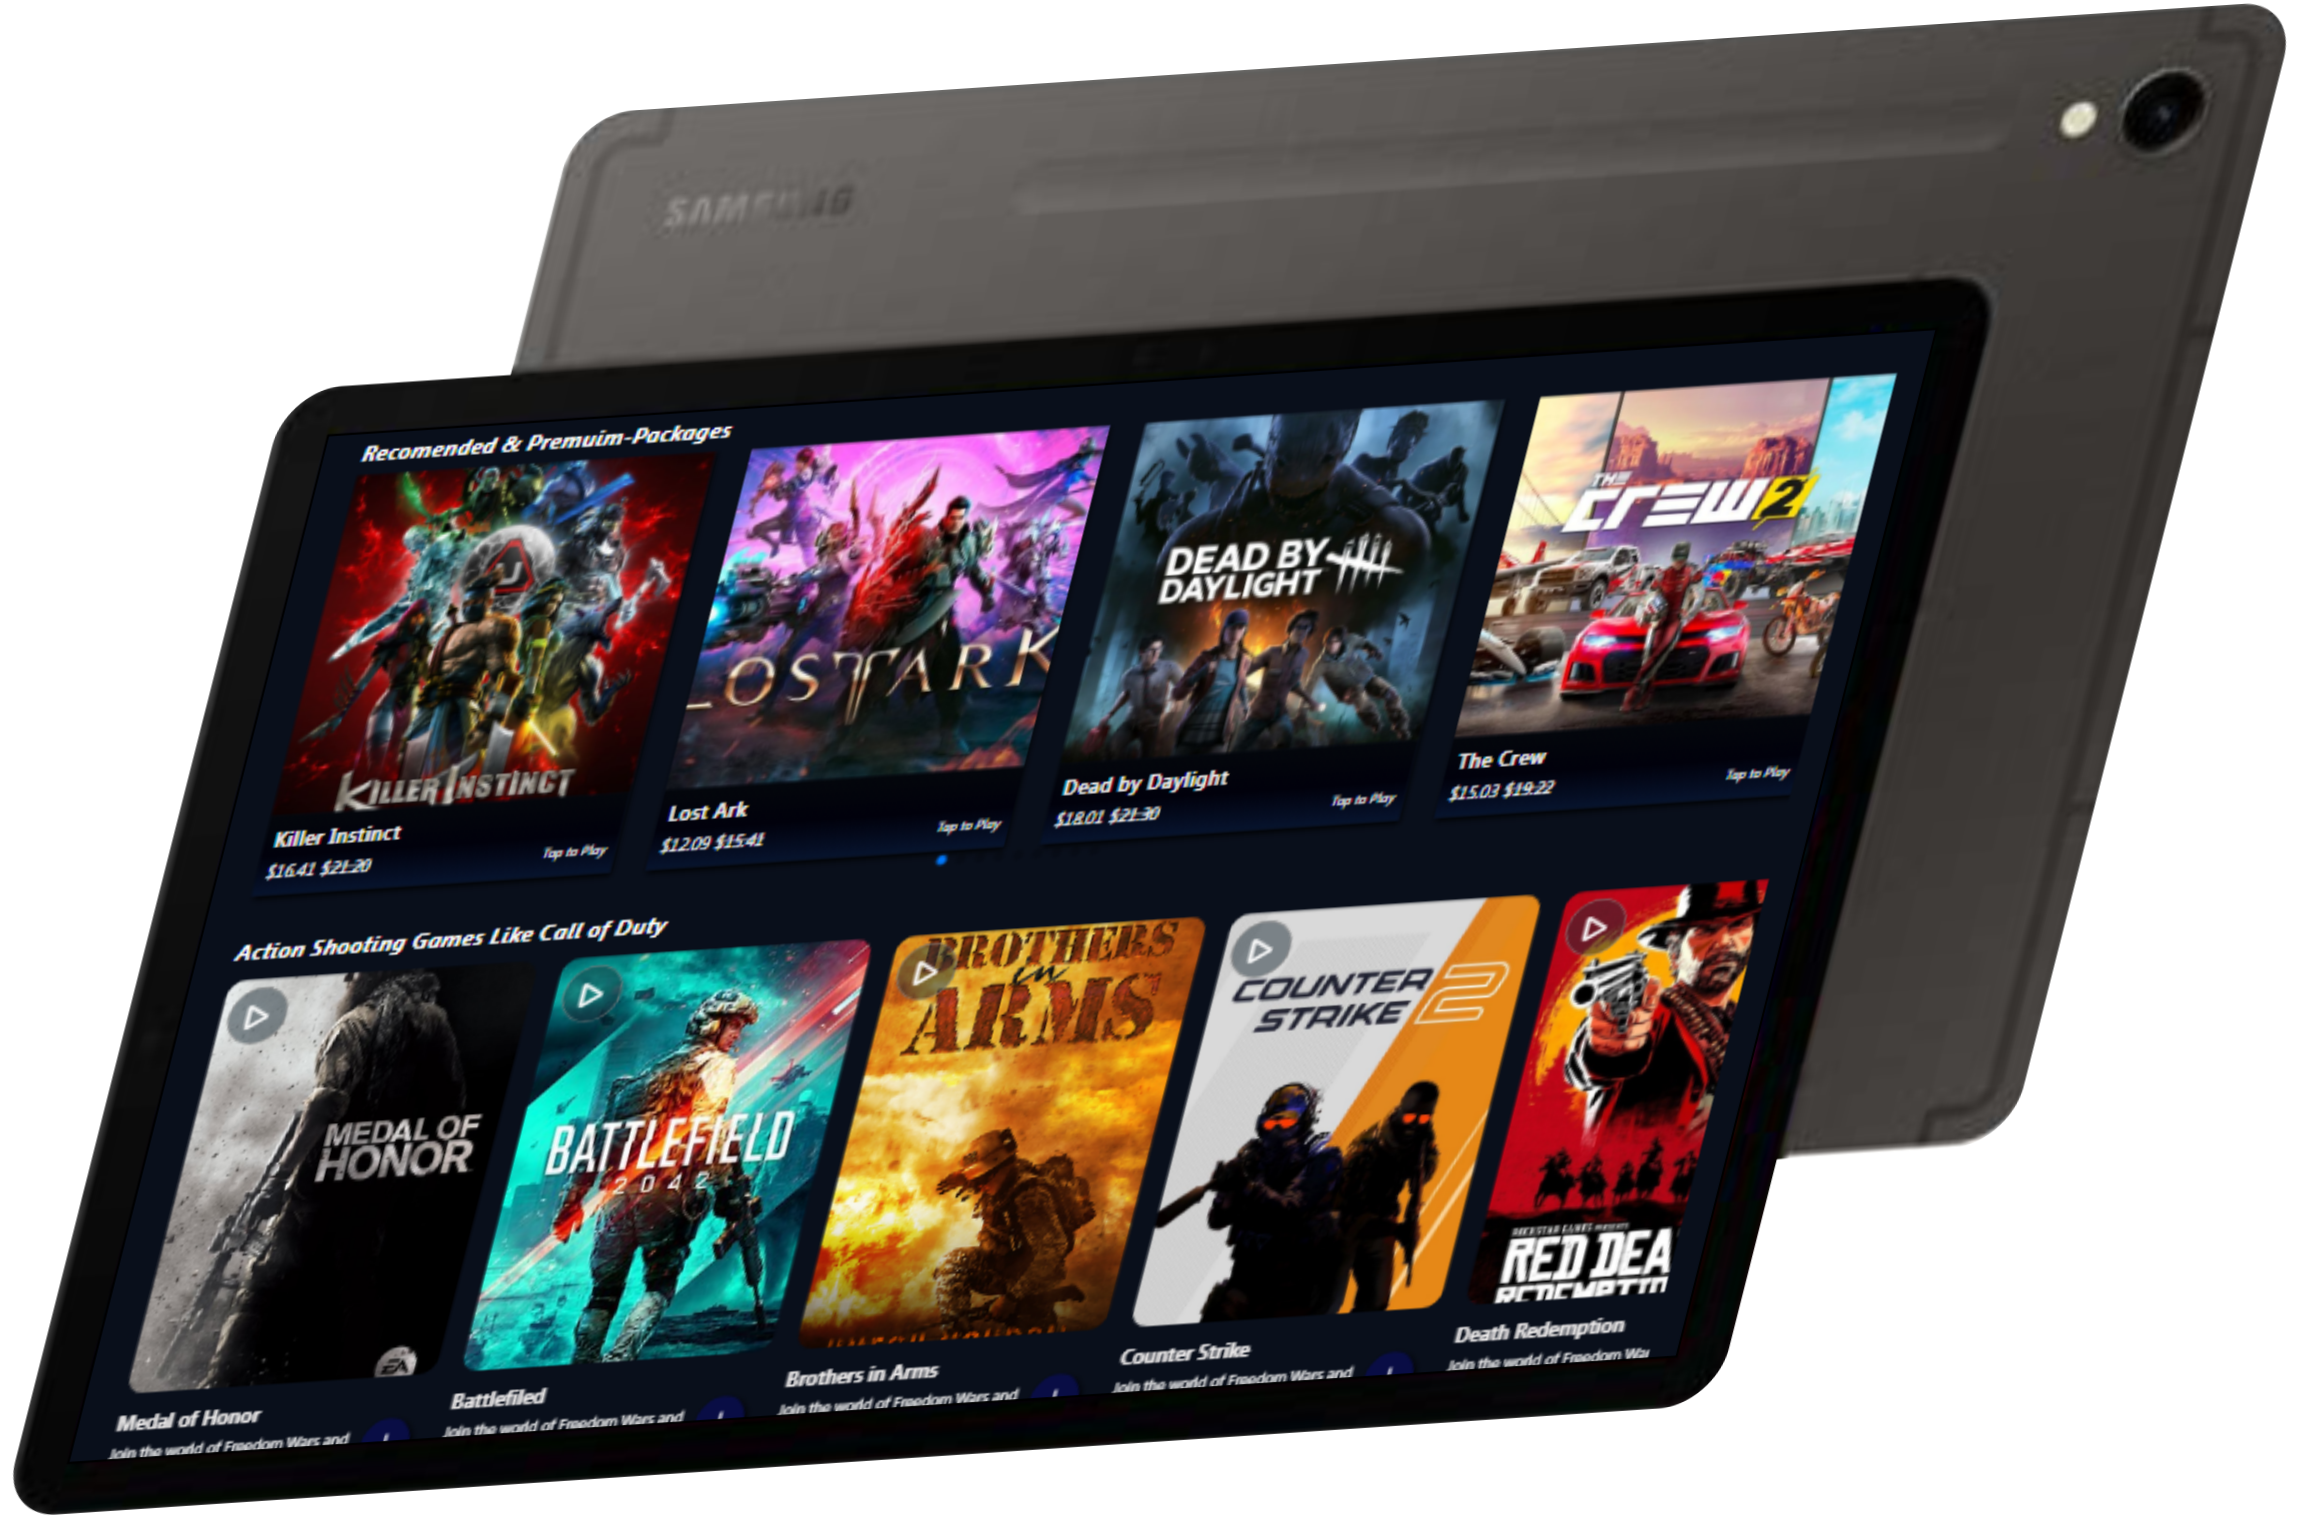 SAMSUNG
Recomended & Premuim-Packages
KILLER INSTINCT
LOST ARK
DEAD BY
DAYLIGHT
THE
CREW 2
Killer Instinct
$16.41 $21.20
Tap to Play
Lost Ark
$12.09 $15.41
Tap to Play
Dead by Daylight
$18.01 $21.30
Tap to Play
The Crew
$15.03 $19.22
Tap to Play
Action Shooting Games Like Call of Duty
MEDAL OF
HONOR
EA
BATTLEFIELD
2042
BROTHERS
in
ARMS
COUNTER
STRIKE 2
ROCKSTAR GAMES PRESENTS
RED DEA
REDEMPTIO
Medal of Honor
Join the world of Freedom Wars and
Battlefiled
Join the world of Freedom Wars and
Brothers in Arms
Join the world of Freedom Wars and
Counter Strike
Join the world of Freedom Wars and
Death Redemption
Join the world of Freedom War